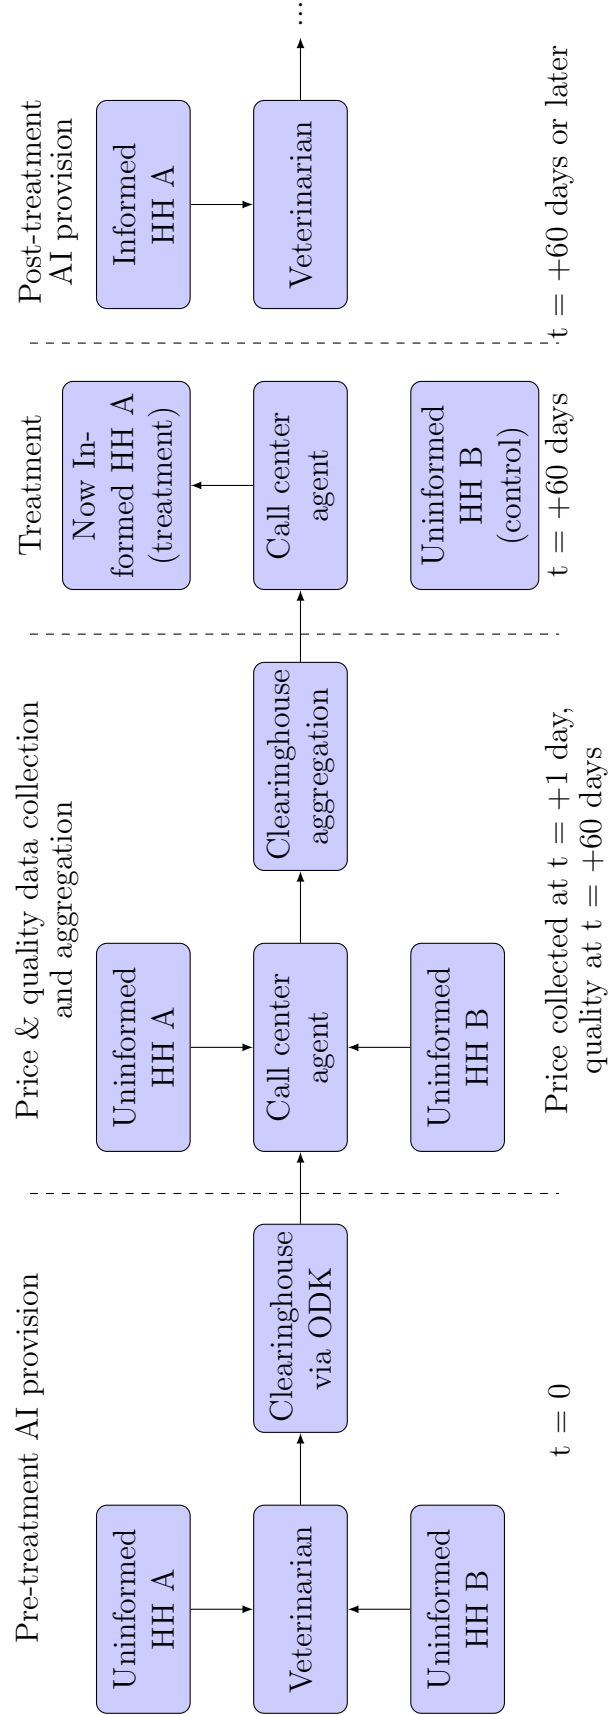 Pre-treatment AI provision
Uninformed
HH A
Veterinarian
Uninformed
HH B
Clearinghouse
via ODK
t = 0
Price & quality data collection
and aggregation
Uninformed
HH A
Call center
agent
Uninformed
HH B
Clearinghouse
aggregation
Price collected at t = +1 day,
quality at t = +60 days
Treatment
Now In-
formed HH A
(treatment)
Call center
agent
Uninformed
HH B
(control)
t = +60 days
Post-treatment
AI provision
Informed
HH A
Veterinarian
...
t = +60 days or later